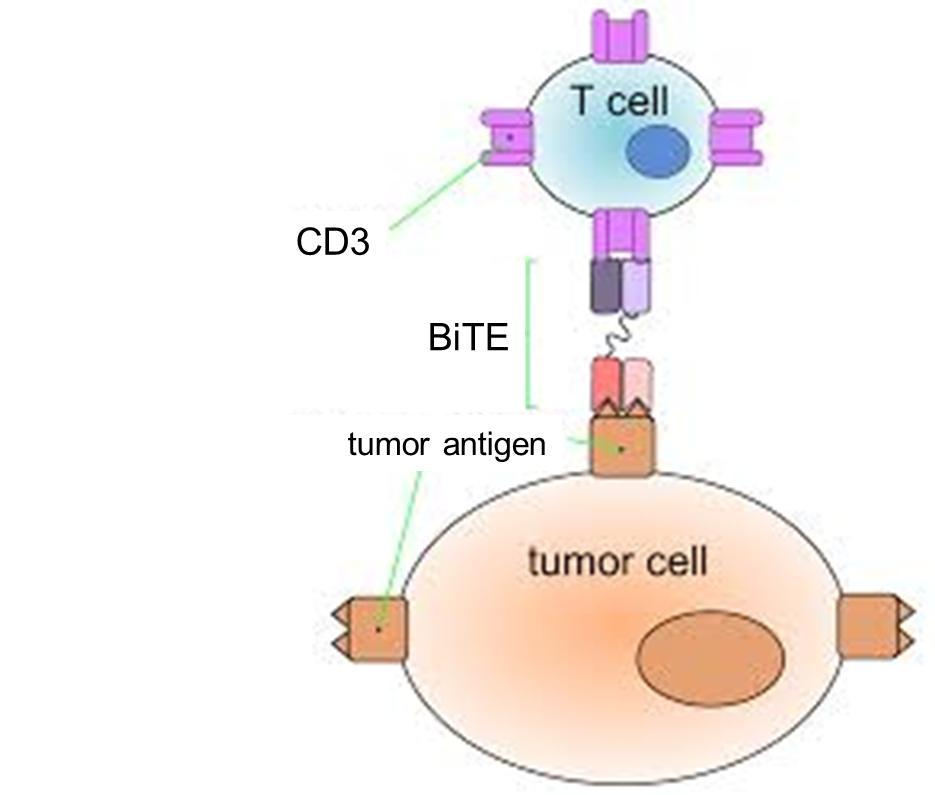 T cell
CD3
BiTE
tumor antigen
tumor cell